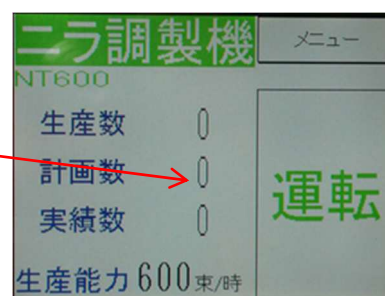 ニラ調製機
メニュー
NT600
生産数 0
計画数 0
実績数 0
運転
生産能力600束/時